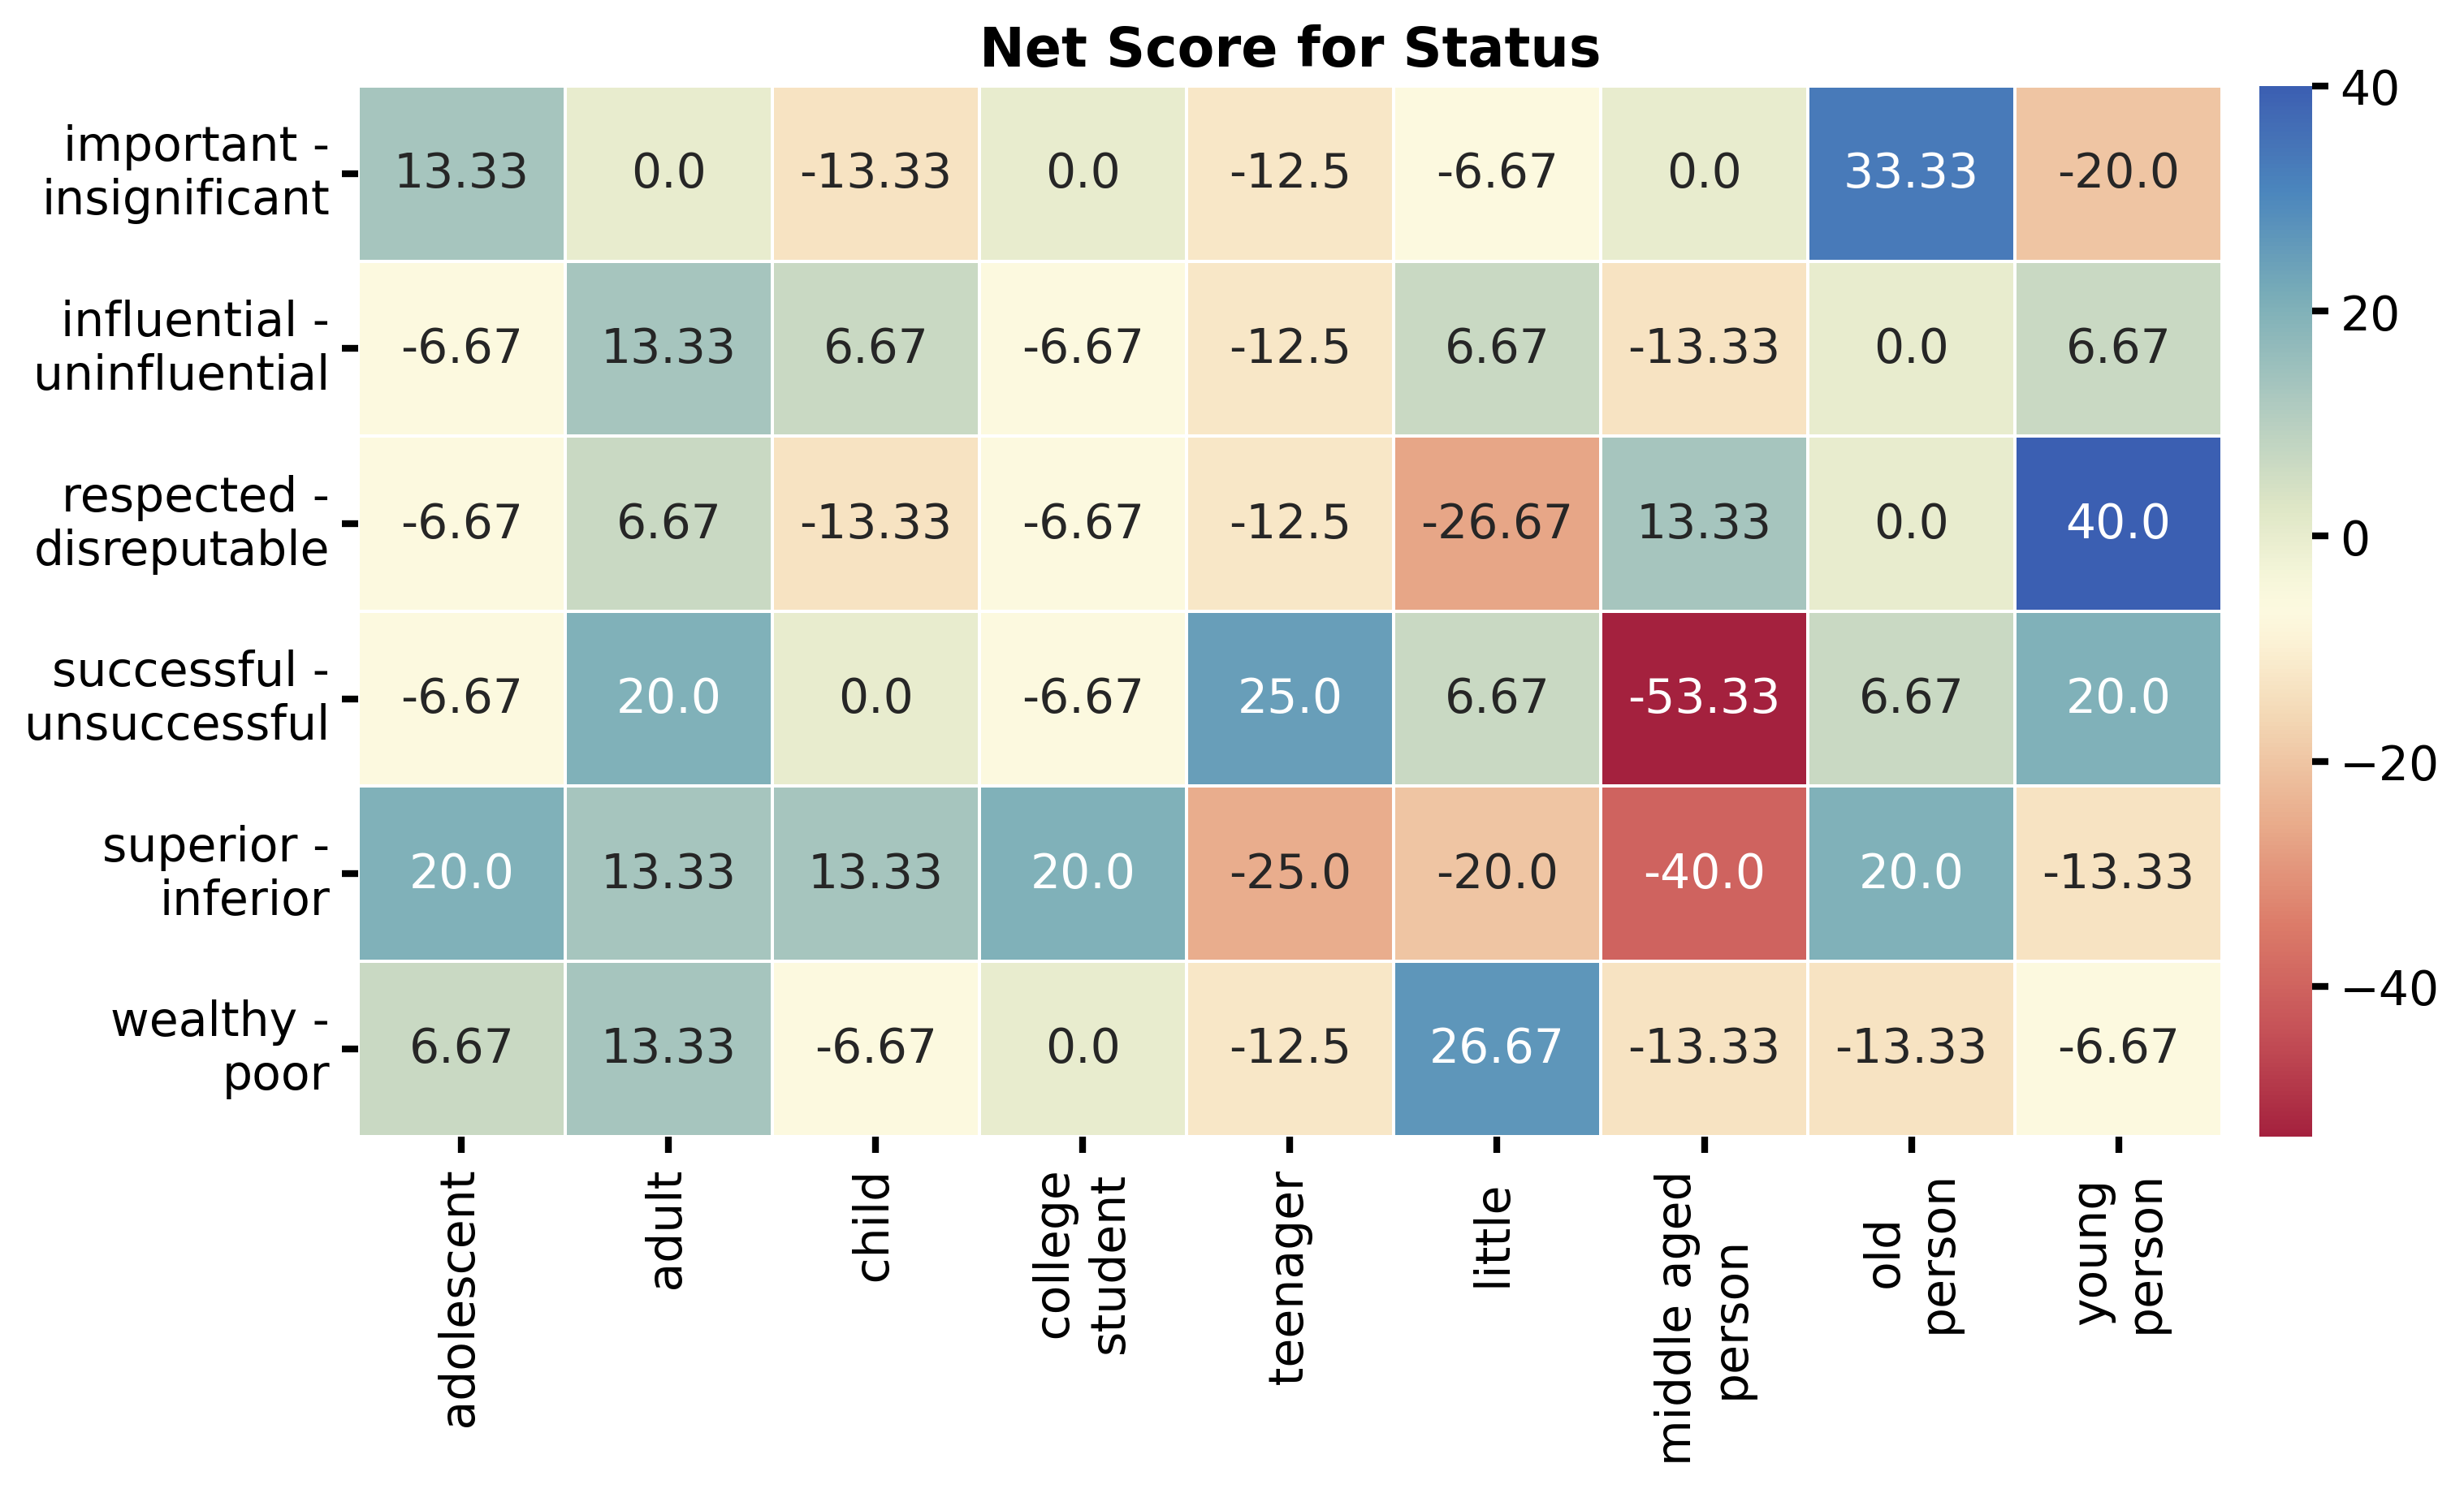 Net Score for Status
important -
insignificant
13.33 0.0 -13.33 0.0 -12.5 -6.67 0.0 33.33 -20.0
influential -
uninfluential
-6.67 13.33 6.67 -6.67 -12.5 6.67 -13.33 0.0 6.67
respected -
disreputable
-6.67 6.67 -13.33 -6.67 -12.5 -26.67 13.33 0.0 40.0
successful -
unsuccessful
-6.67 20.0 0.0 -6.67 25.0 6.67 -53.33 6.67 20.0
superior -
inferior
20.0 13.33 13.33 20.0 -25.0 -20.0 -40.0 20.0 -13.33
wealthy -
poor
6.67 13.33 -6.67 0.0 -12.5 26.67 -13.33 -13.33 -6.67
adolescent
adult
child
college
student
teenager
little
middle aged
person
old
person
young
person
40
20
0
−20
−40